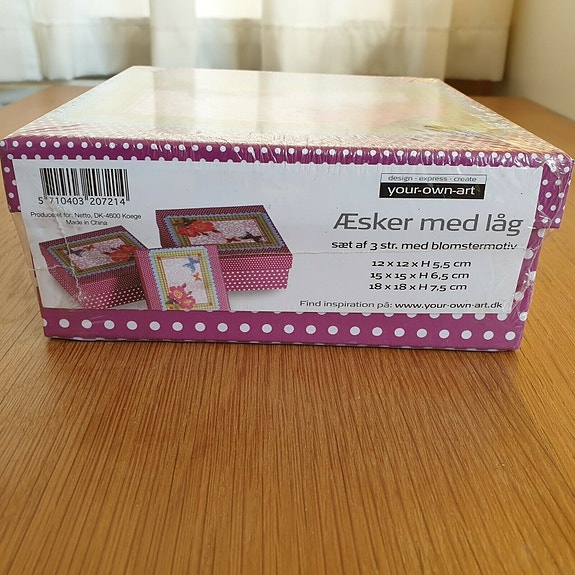 5 710403 207214
Produceret for: Netto, DK-4600 Koege
Made in China
design - express - create
your-own-art
Æsker med låg
sæt af 3 str. med blomstermotiv
12 x 12 x H 5,5 cm
15 x 15 x H 6,5 cm
18 x 18 x H 7,5 cm
Find inspiration på: www.your-own-art.dk